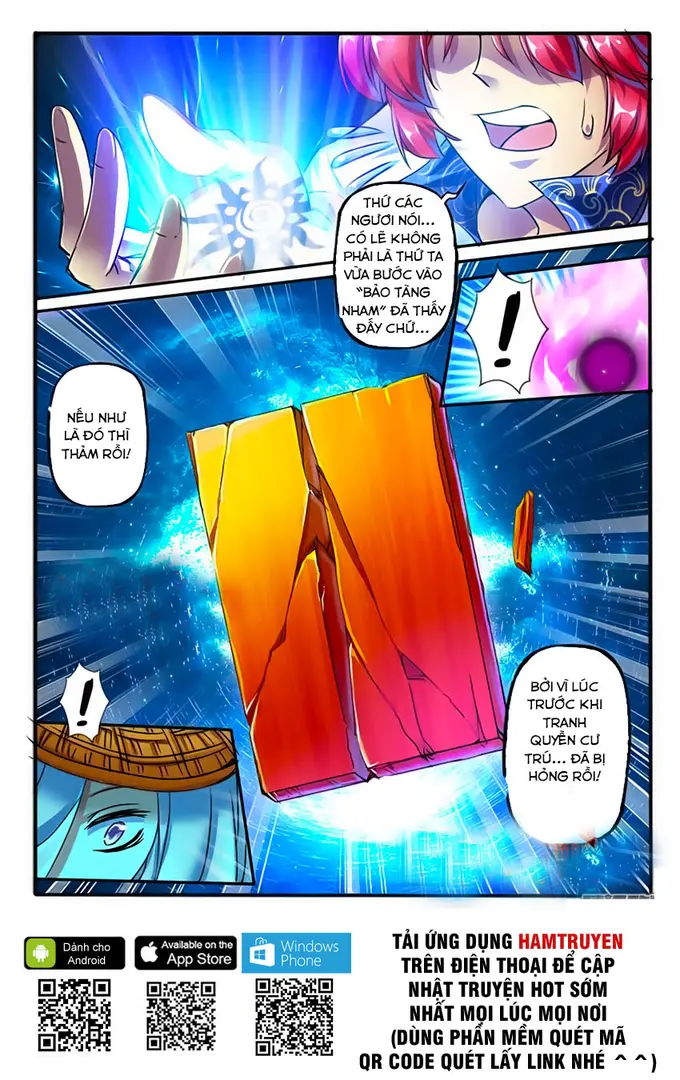 THỨ CÁC
NGƯƠI NÓI...
CÓ LẼ KHÔNG
PHẢI LÀ THỨ TA
VỪA BƯỚC VÀO
"BẢO TÀNG
NHAM" ĐÃ THẤY
ĐẤY CHỨ...
!
NẾU NHƯ
LÀ ĐÓ THÌ
THẢM RỒI!
BỞI VÌ LÚC
TRƯỚC KHI
TRANH
QUYỀN CƯ
TRÚ... ĐÃ BỊ
HỎNG RỒI!
!
Dành cho
Android
Available on the
App Store
Windows
Phone
TẢI ỨNG DỤNG HAMTRUYEN
TRÊN ĐIỆN THOẠI ĐỂ CẬP
NHẬT TRUYỆN HOT SỚM
NHẤT MỌI LÚC MỌI NƠI
(DÙNG PHẨN MỀM QUÉT MÃ
QR CODE QUÉT LẤY LINK NHÉ ^ ^)